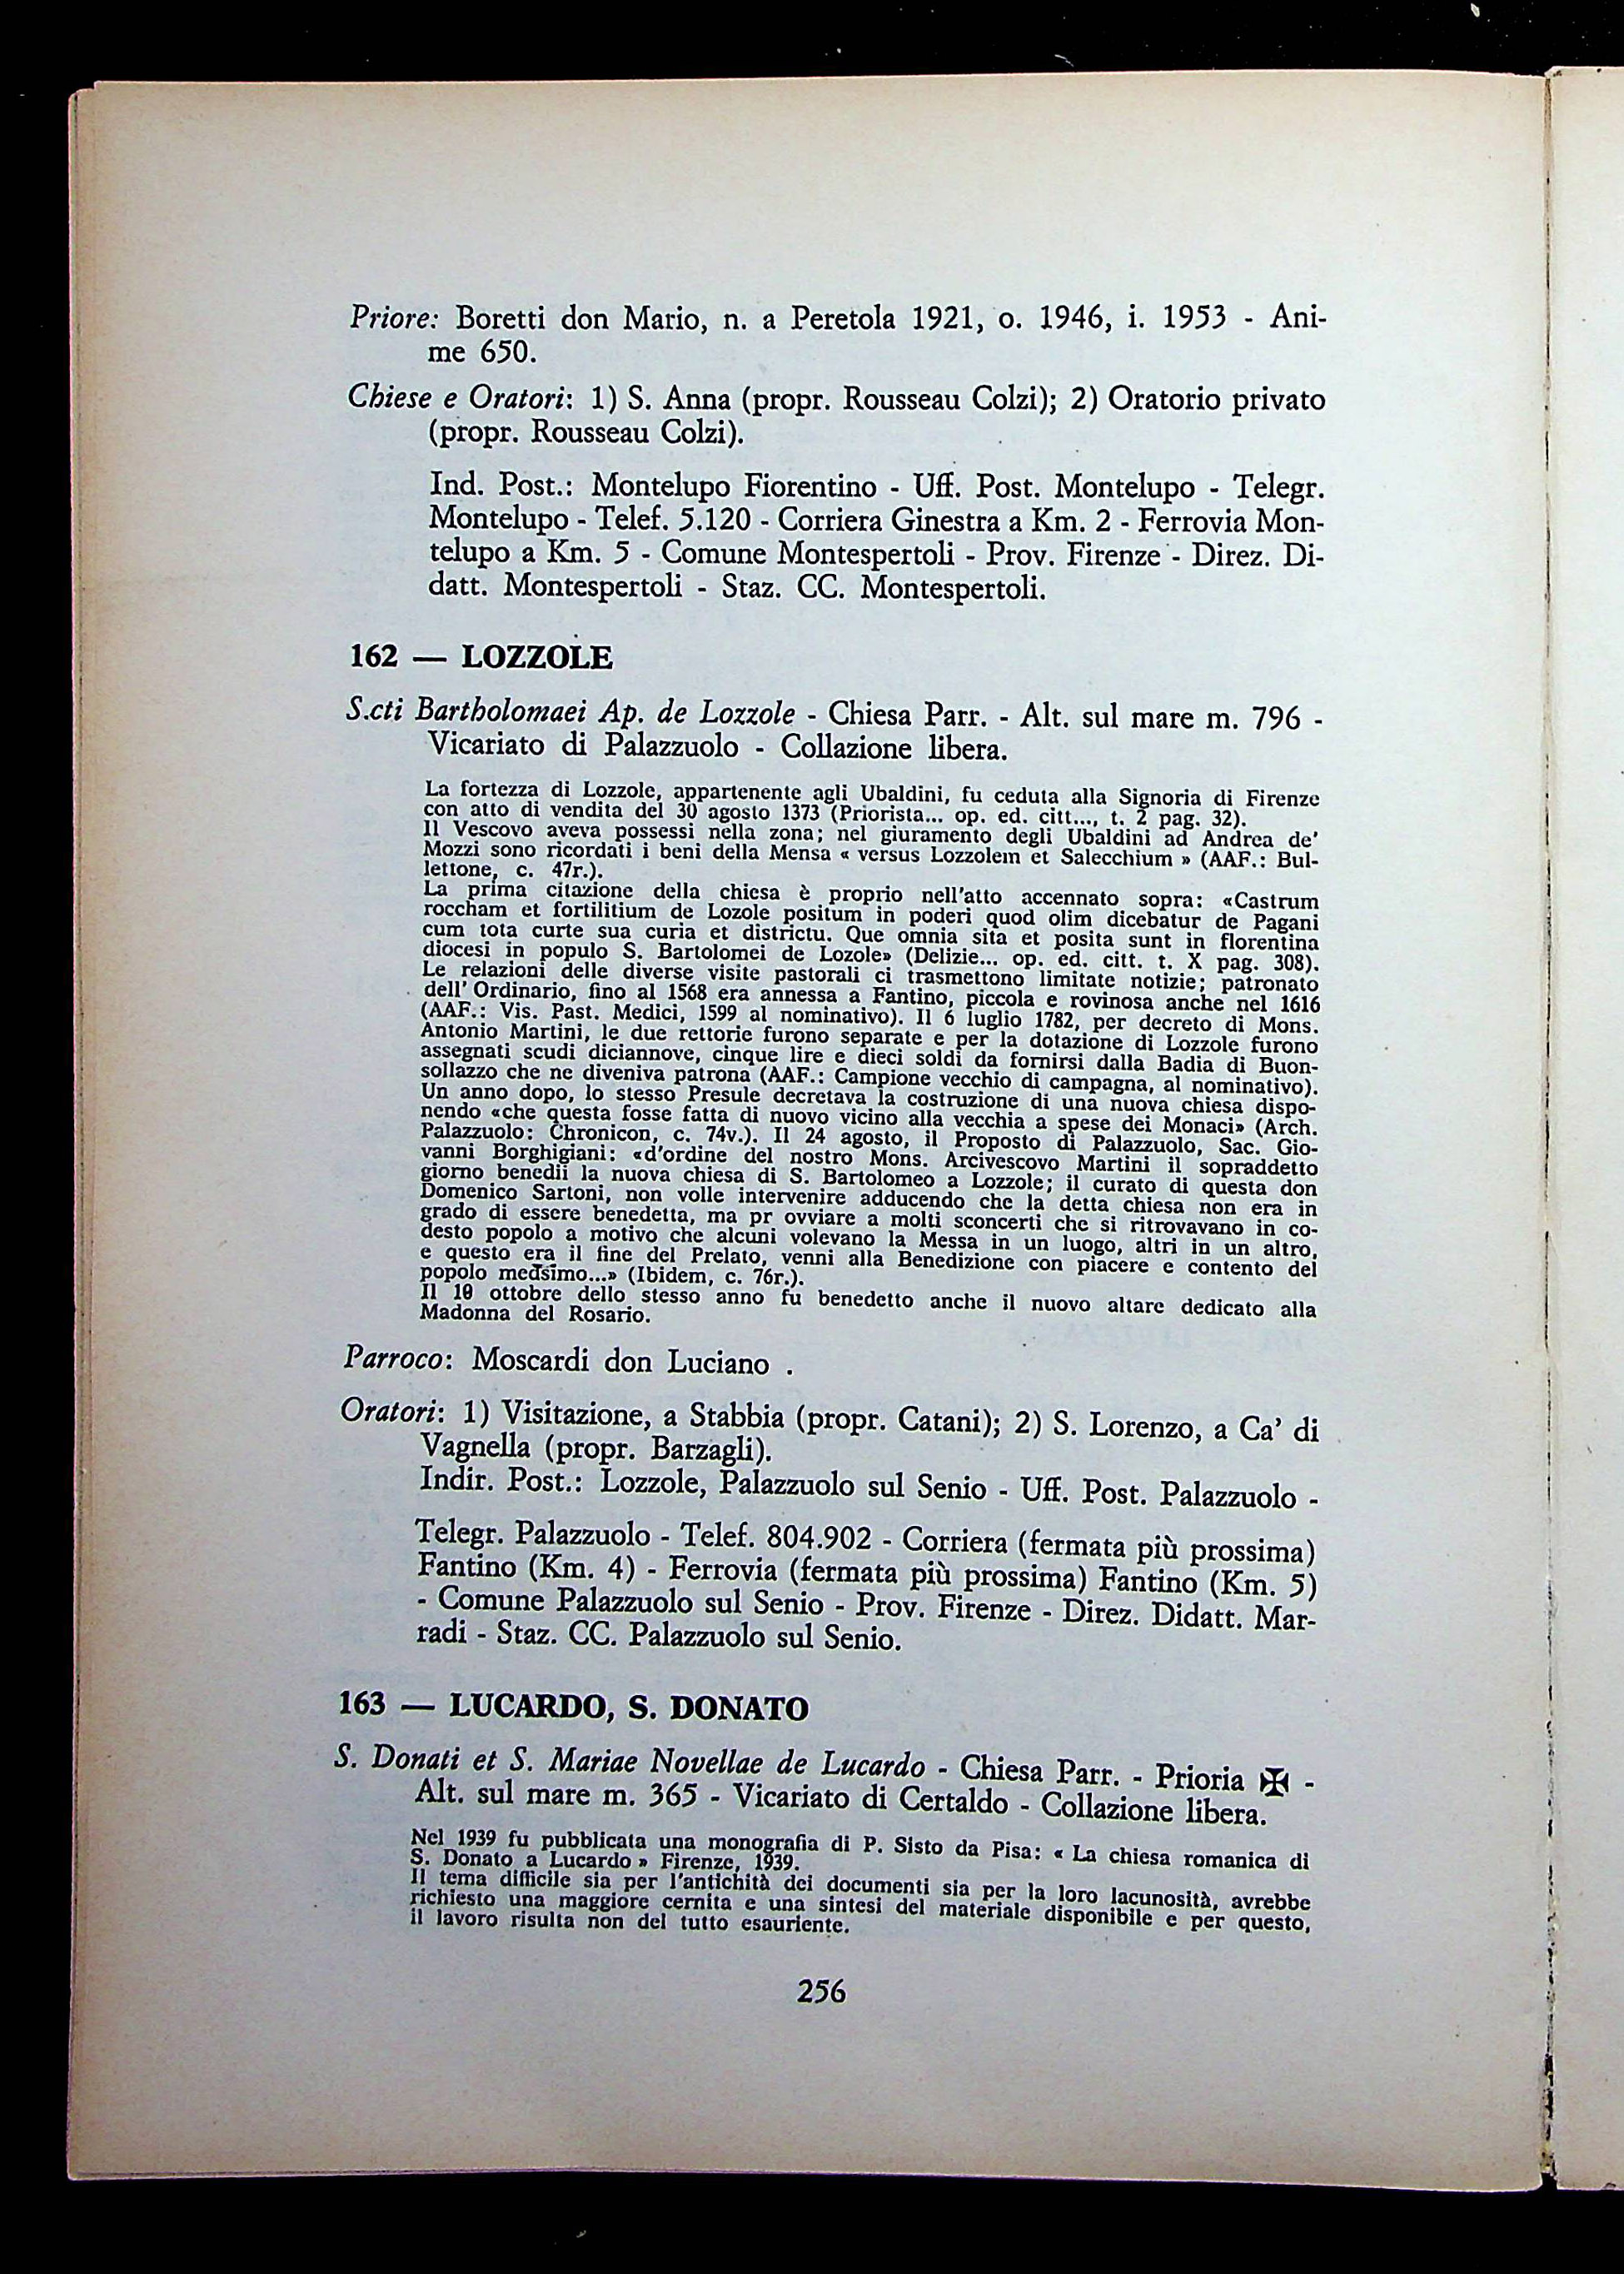 Priore: Boretti don Mario, n. a Peretola 1921, o. 1946, i. 1953 - Ani-
me 650.
Chiese e Oratori: 1) S. Anna (propr. Rousseau Colzi); 2) Oratorio privato
(propr. Rousseau Colzi).
Ind. Post.: Montelupo Fiorentino - Uff. Post. Montelupo - Telegr.
Montelupo - Telef. 5.120 - Corriera Ginestra a Km. 2 - Ferrovia Mon-
telupo a Km. 5 - Comune Montespertoli - Prov. Firenze - Direz. Di-
datt. Montespertoli - Staz. CC. Montespertoli.
162 — LOZZOLE
S.cti Bartholomaei Ap. de Lozzole - Chiesa Parr. - Alt. sul mare m. 796 -
Vicariato di Palazzuolo - Collazione libera.
La fortezza di Lozzole, appartenente agli Ubaldini, fu ceduta alla Signoria di Firenze
con atto di vendita del 30 agosto 1373 (Priorista... op. ed. citt..., t. 2 pag. 32).
Il Vescovo aveva possessi nella zona; nel giuramento degli Ubaldini ad Andrea de'
Mozzi sono ricordati i beni della Mensa « versus Lozzolem et Salecchium » (AAF.: Bul-
lettone, c. 47r.).
La prima citazione della chiesa è proprio nell'atto accennato sopra: «Castrum
roccham et fortilitium de Lozole positum in poderi quod olim dicebatur de Pagani
cum tota curte sua curia et districtu. Que omnia sita et posita sunt in florentina
diocesi in populo S. Bartolomei de Lozole» (Delizie... op. ed. citt. t. X pag. 308).
Le relazioni delle diverse visite pastorali ci trasmettono limitate notizie; patronato
dell' Ordinario, fino al 1568 era annessa a Fantino, piccola e rovinosa anche nel 1616
(AAF.: Vis. Past. Medici, 1599 al nominativo). Il 6 luglio 1782, per decreto di Mons.
Antonio Martini, le due rettorie furono separate e per la dotazione di Lozzole furono
assegnati scudi diciannove, cinque lire e dieci soldi da fornirsi dalla Badia di Buon-
sollazzo che ne diveniva patrona (AAF.: Campione vecchio di campagna, al nominativo).
Un anno dopo, lo stesso Presule decretava la costruzione di una nuova chiesa dispo-
nendo «che questa fosse fatta di nuovo vicino alla vecchia a spese dei Monaci» (Arch.
Palazzuolo: Chronicon, c. 74v.). Il 24 agosto, il Proposto di Palazzuolo, Sac. Gio-
vanni Borghigiani: «d'ordine del nostro Mons. Arcivescovo Martini il sopraddetto
giorno benedii la nuova chiesa di S. Bartolomeo a Lozzole; il curato di questa don
Domenico Sartoni, non volle intervenire adducendo che la detta chiesa non era in
grado di essere benedetta, ma pr ovviare a molti sconcerti che si ritrovavano in co-
desto popolo a motivo che alcuni volevano la Messa in un luogo, altri in un altro,
e questo era il fine del Prelato, venni alla Benedizione con piacere e contento del
popolo medsimo...» (Ibidem, c. 76r.).
Il 10 ottobre dello stesso anno fu benedetto anche il nuovo altare dedicato alla
Madonna del Rosario.
Parroco: Moscardi don Luciano .
Oratori: 1) Visitazione, a Stabbia (propr. Catani); 2) S. Lorenzo, a Ca' di
Vagnella (propr. Barzagli).
Indir. Post.: Lozzole, Palazzuolo sul Senio - Uff. Post. Palazzuolo -
Telegr. Palazzuolo - Telef. 804.902 - Corriera (fermata più prossima)
Fantino (Km. 4) - Ferrovia (fermata più prossima) Fantino (Km. 5)
- Comune Palazzuolo sul Senio - Prov. Firenze - Direz. Didatt. Mar-
radi - Staz. CC. Palazzuolo sul Senio.
163 — LUCARDO, S. DONATO
S. Donati et S. Mariae Novellae de Lucardo - Chiesa Parr. - Prioria ✠ -
Alt. sul mare m. 365 - Vicariato di Certaldo - Collazione libera.
Nel 1939 fu pubblicata una monografia di P. Sisto da Pisa: « La chiesa romanica di
S. Donato a Lucardo » Firenze, 1939.
Il tema difficile sia per l'antichità dei documenti sia per la loro lacunosità, avrebbe
richiesto una maggiore cernita e una sintesi del materiale disponibile e per questo,
il lavoro risulta non del tutto esauriente.
256